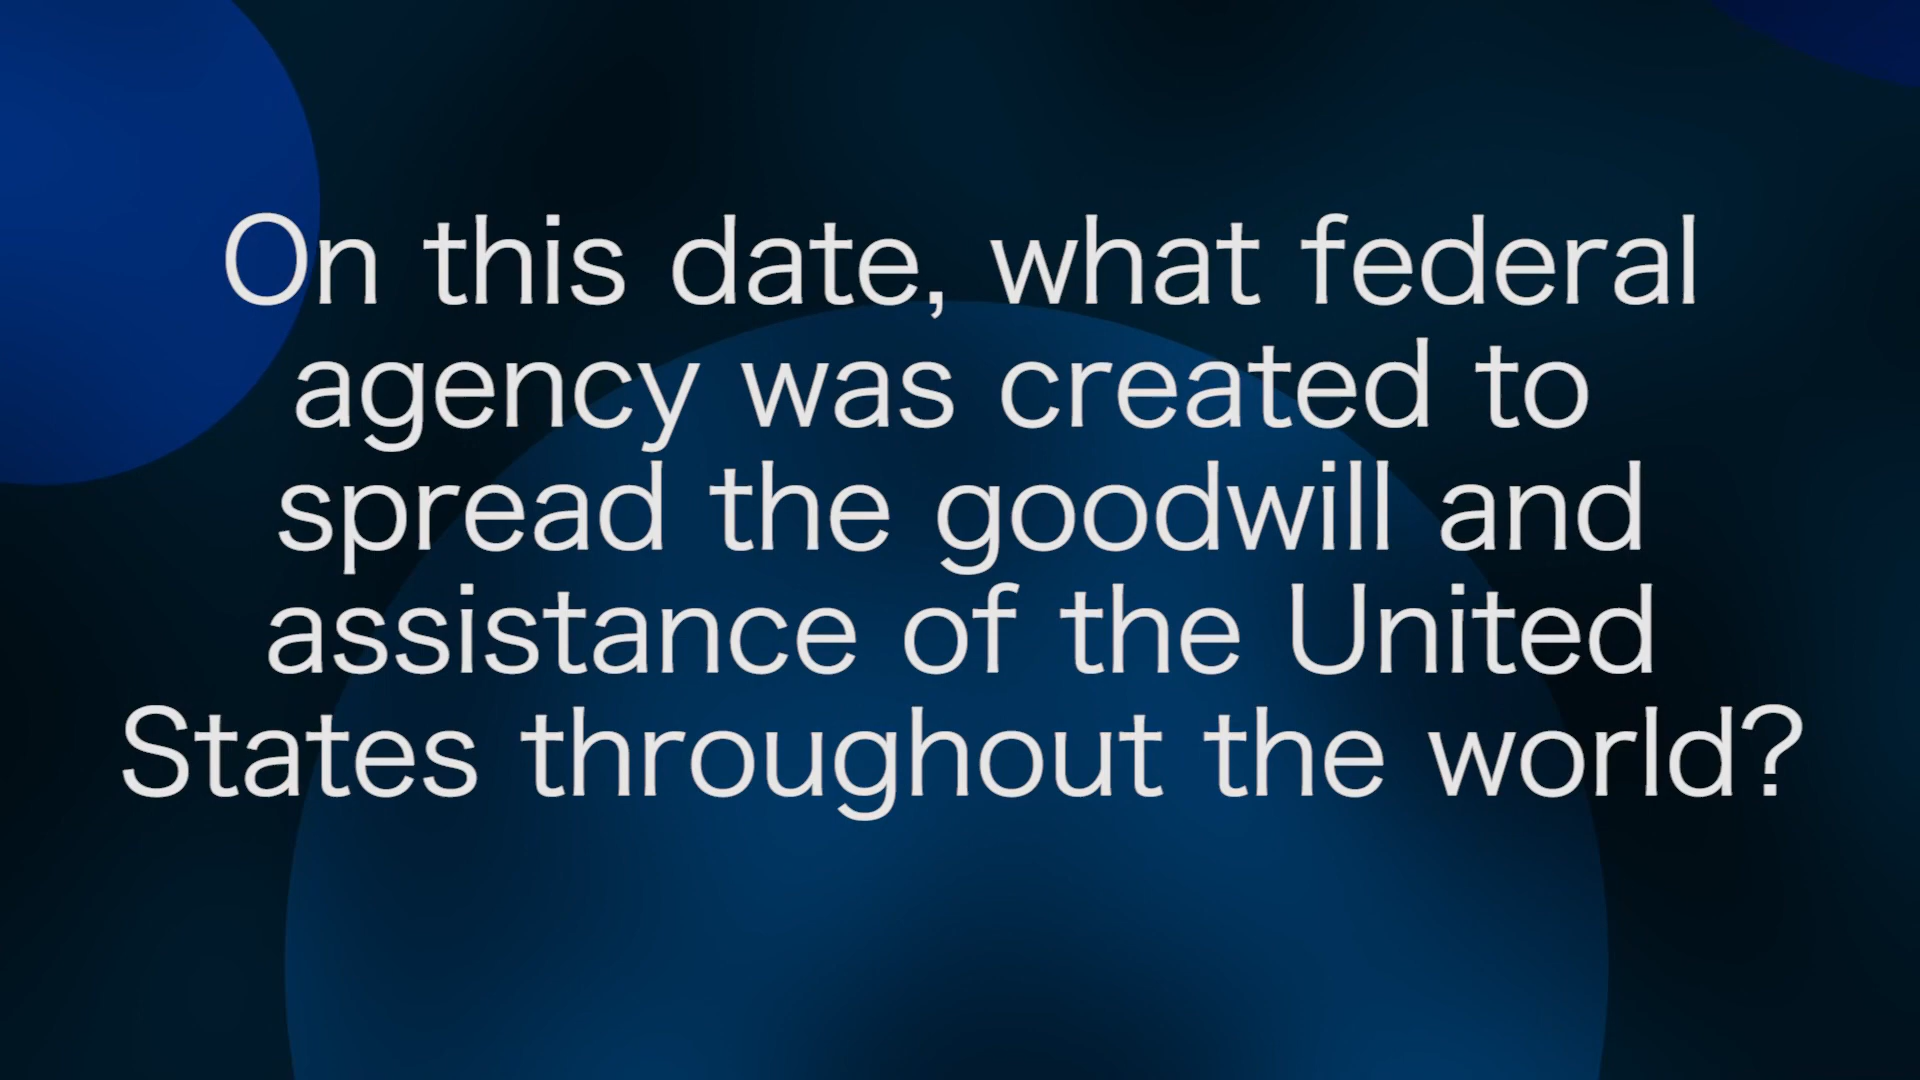 On this date, what federal
agency was created to
spread the goodwill and
assistance of the United
States throughout the world?